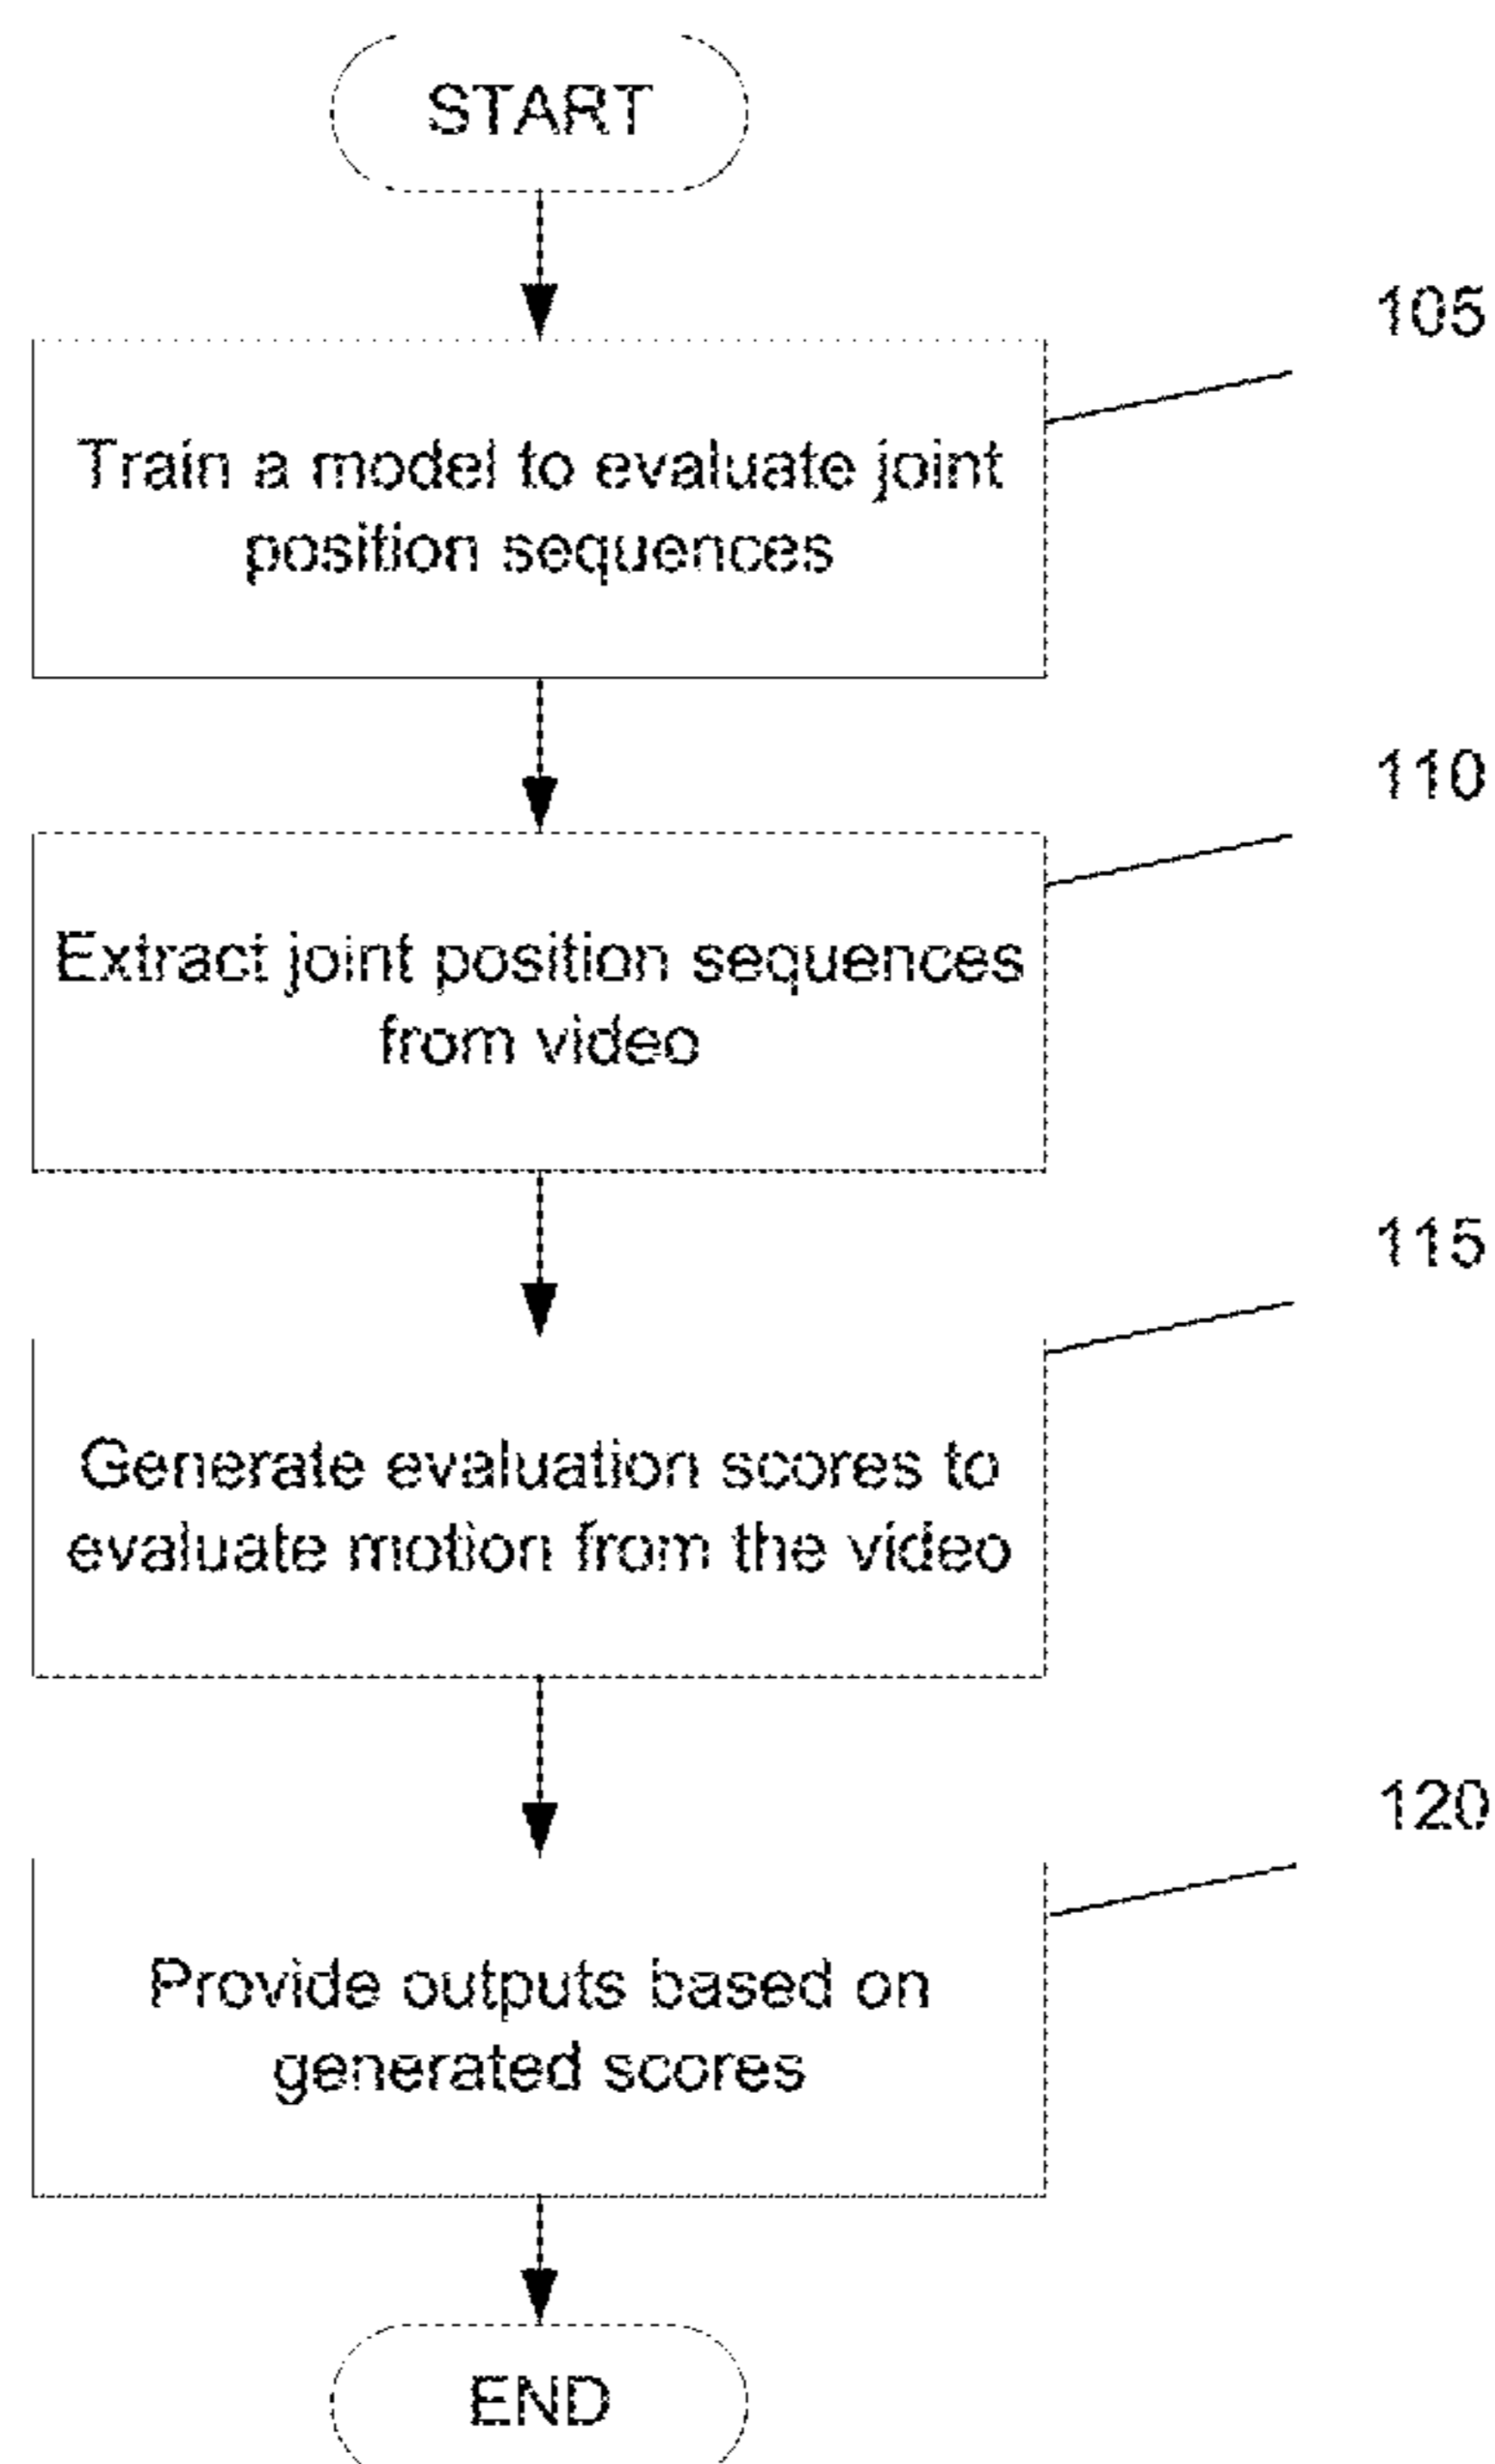 START
105
Train a model to evaluate joint
position sequences
110
Extract joint position sequences
from video
115
Generate evaluation scores to
evaluate motion from the video
120
Provide outputs based on
generated scores
END